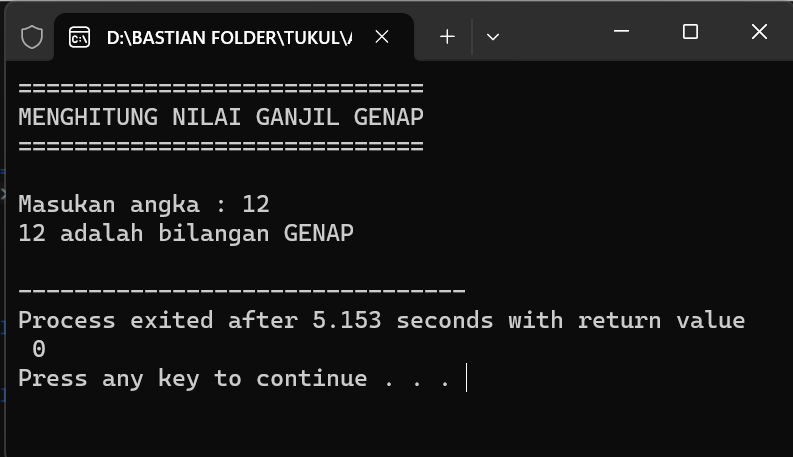 D:\BASTIAN FOLDER\TUKUL\
=============================
MENGHITUNG NILAI GANJIL GENAP
=============================
Masukan angka : 12
12 adalah bilangan GENAP
--------------------------------
Process exited after 5.153 seconds with return value
0
Press any key to continue . . .